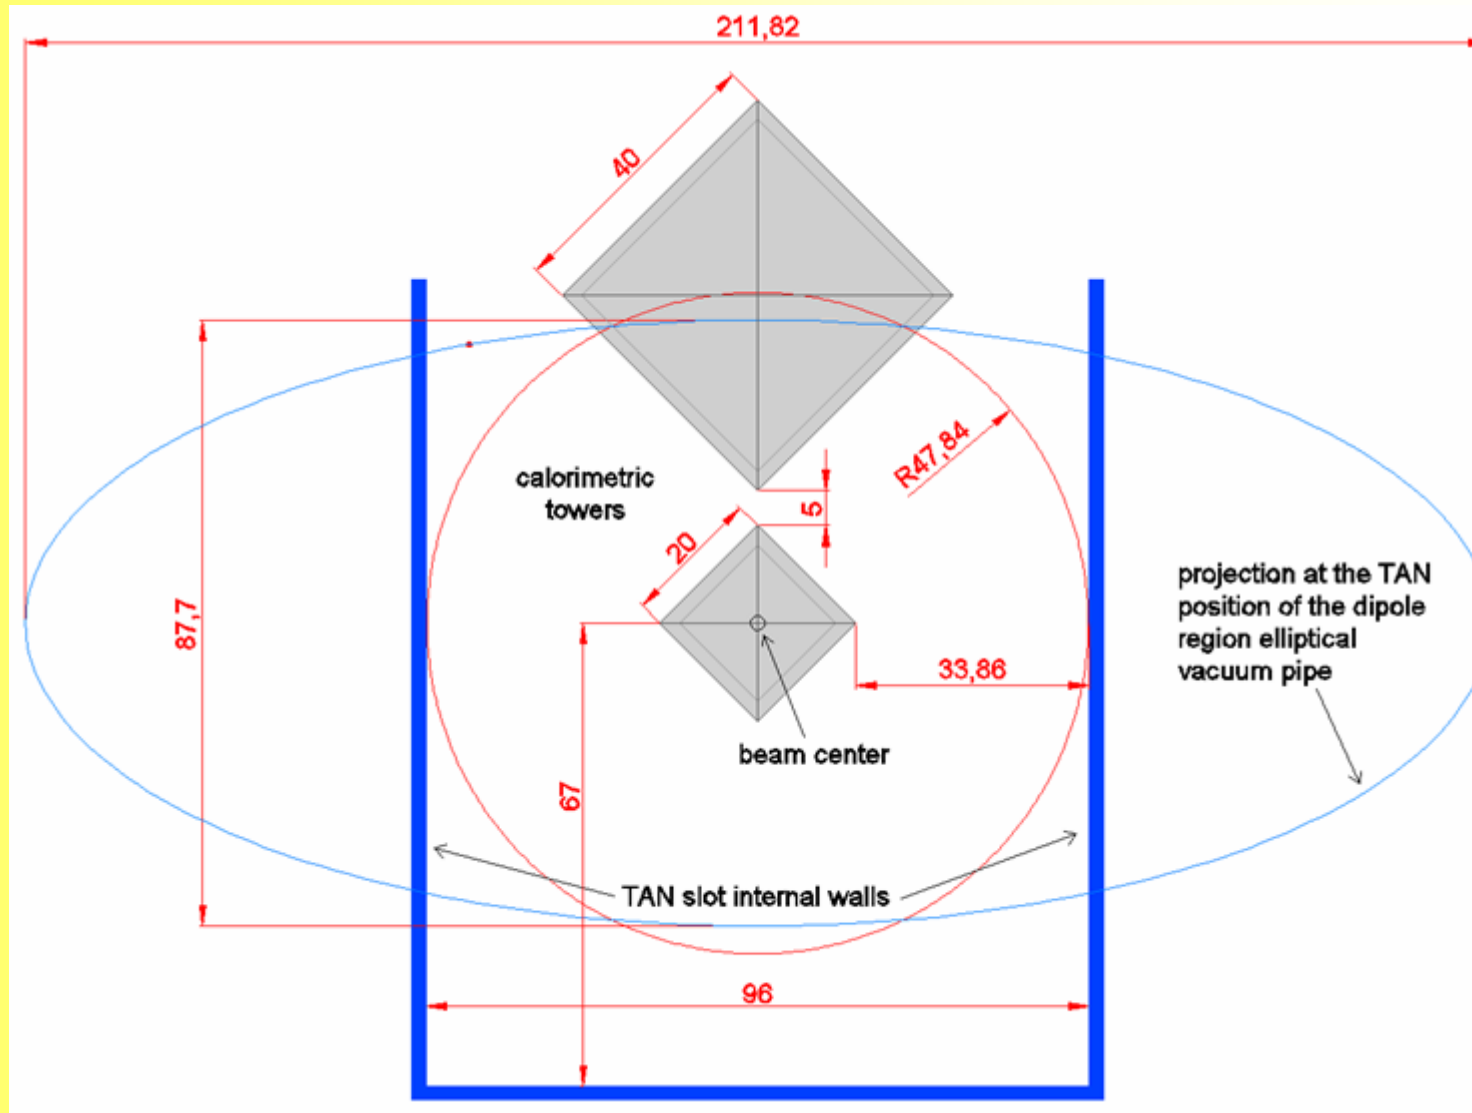 211,82
40
R47,84
calorimetric
towers
5
20
projection at the TAN
position of the dipole
region elliptical
vacuum pipe
87,7
33,86
beam center
67
TAN slot internal walls
96